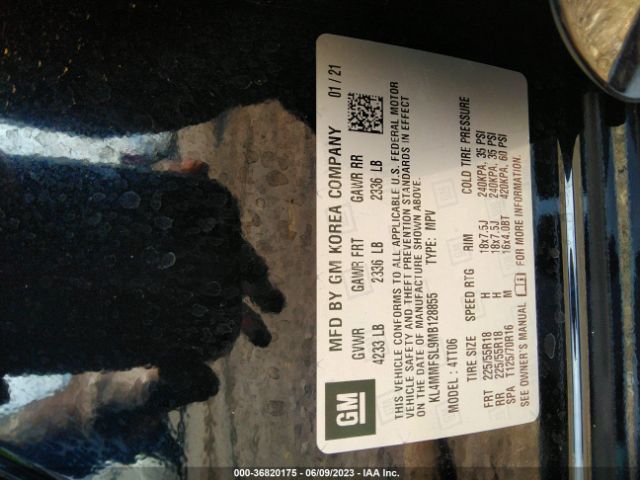 GM
MFD BY GM KOREA COMPANY 01/21
GVWR GAWR FRT GAWR RR
4233 LB 2336 LB 2336 LB
THIS VEHICLE CONFORMS TO ALL APPLICABLE U.S. FEDERAL MOTOR
VEHICLE SAFETY AND THEFT PREVENTION STANDARDS IN EFFECT
ON THE DATE OF MANUFACTURE SHOWN ABOVE.
KL4MMFSL9MB128855 TYPE: MPV
MODEL: 4TT06
TIRE SIZE SPEED RTG RIM COLD TIRE PRESSURE
FRT 225/55R18 H 18x7.5J 240KPA, 35 PSI
RR 225/55R18 H 18x7.5J 240KPA, 35 PSI
SPA T125/70R16 M 16x4.0BT 420KPA, 60 PSI
SEE OWNER'S MANUAL FOR MORE INFORMATION.
000-36820175 - 06/09/2023 - IAA Inc.